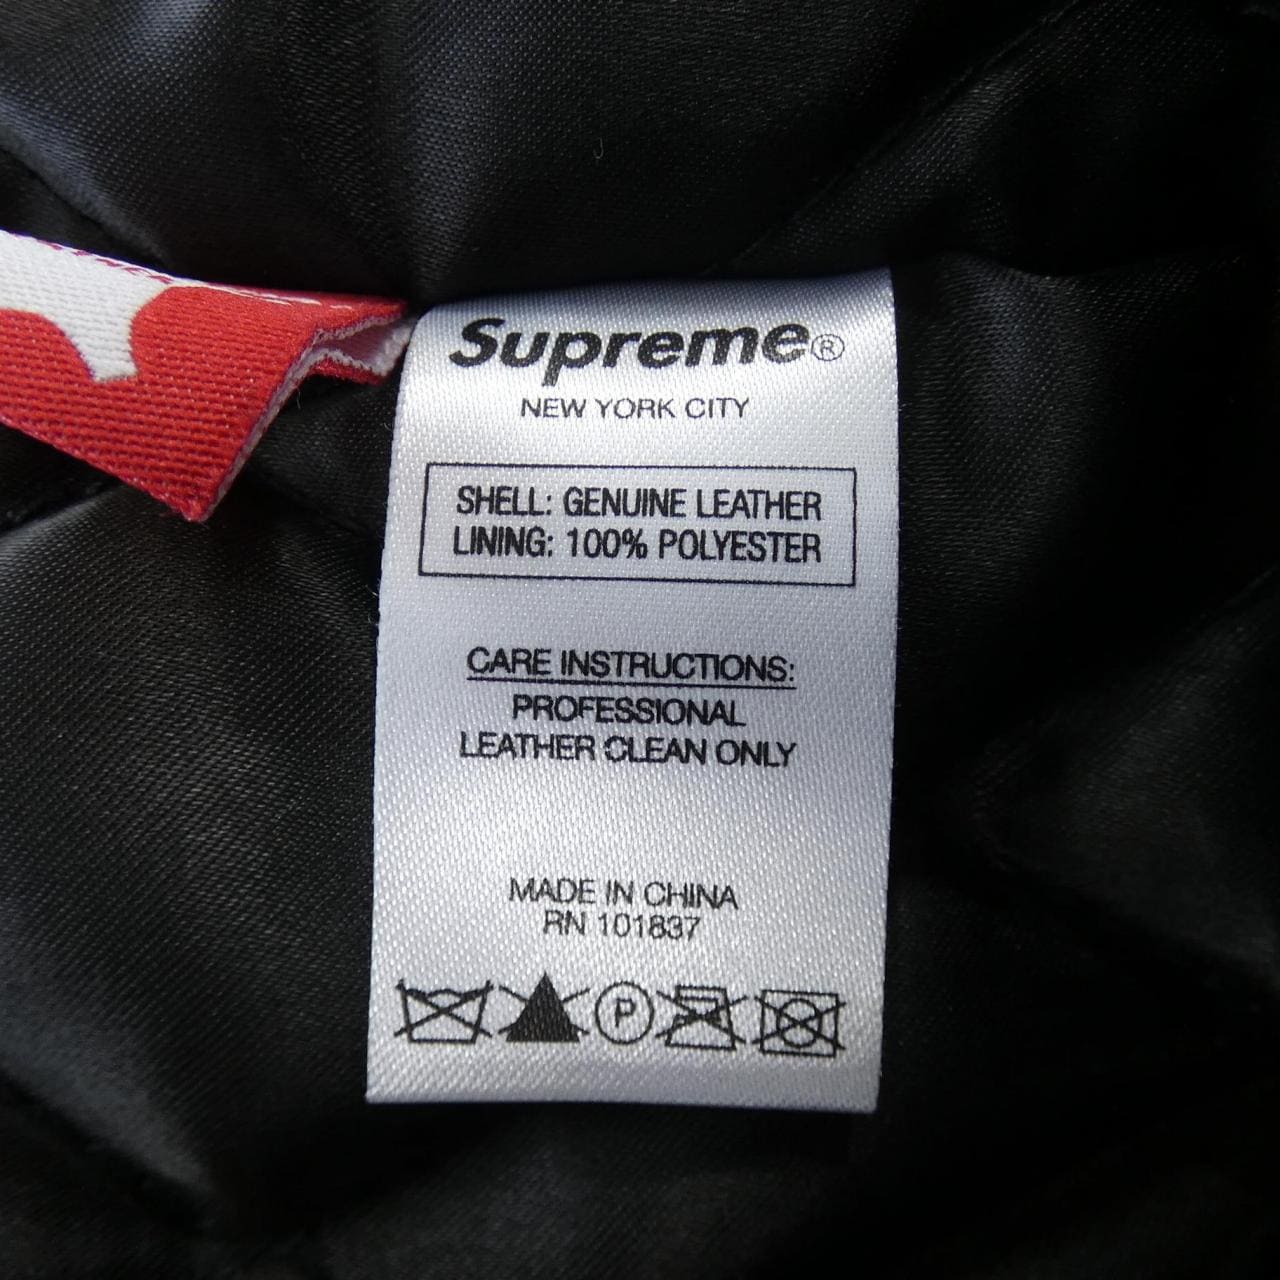 Supreme®
NEW YORK CITY
SHELL: GENUINE LEATHER
LINING: 100% POLYESTER
CARE INSTRUCTIONS:
PROFESSIONAL
LEATHER CLEAN ONLY
MADE IN CHINA
RN 101837
P